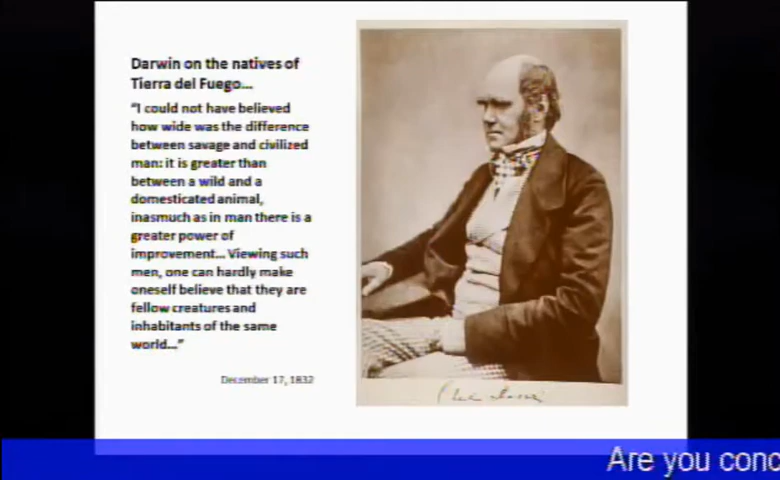 Darwin on the natives of
Tierra del Fuego...
"I could not have believed
how wide was the difference
between savage and civilized
man: it is greater than
between a wild and a
domesticated animal,
inasmuch as in man there is a
greater power of
improvement... Viewing such
men, one can hardly make
oneself believe that they are
fellow creatures and
inhabitants of the same
world..."
December 17, 1832
Are you conc